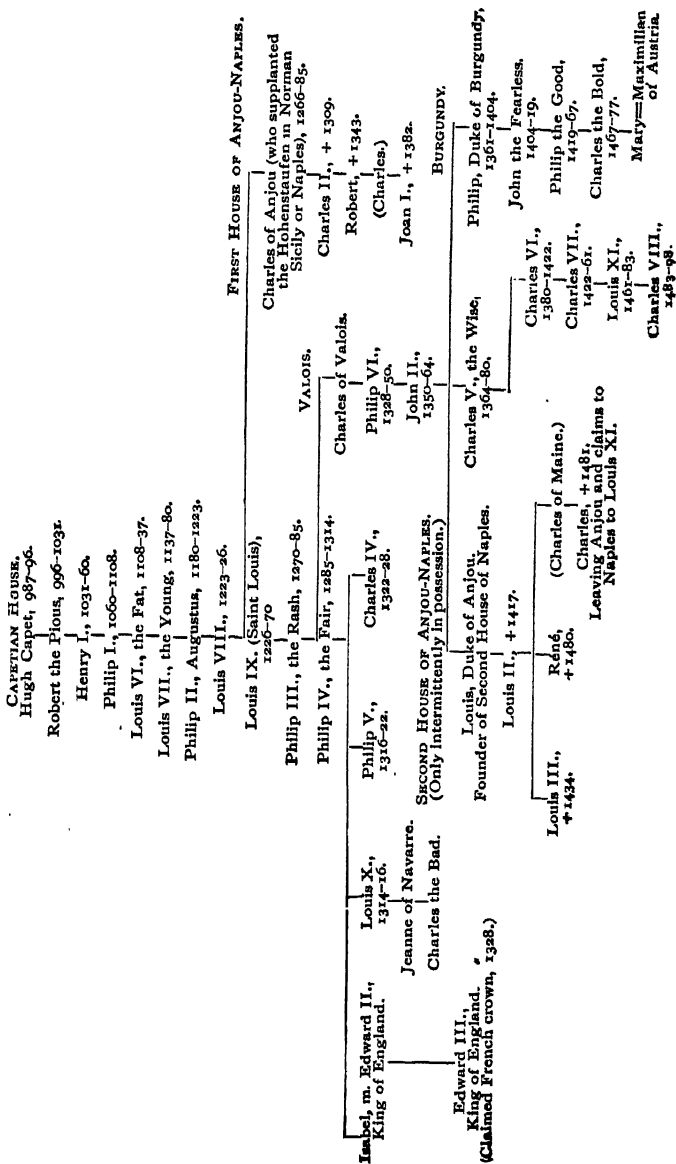 CAPETIAN HOUSE.
Hugh Capet, 987-96.
Robert the Pious, 996-1031.
Henry I., 1031-60.
Philip I., 1060-1108.
Louis VI., the Fat, 1108-37.
Louis VII., the Young, 1137-80.
Philip II., Augustus, 1180-1223.
Louis VIII., 1223-26.
Louis IX. (Saint Louis),
1226-70
Philip III., the Rash, 1270-85.
Philip IV., the Fair, 1285-1314.
FIRST HOUSE OF ANJOU-NAPLES.
Charles of Anjou (who supplanted
the Hohenstaufen in Norman
Sicily or Naples), 1266-85.
Charles II., + 1309.
Robert, + 1343.
(Charles.)
Joan I., + 1382.
Isabel, m. Edward II.,
King of England.
Edward III.,
King of England.
(Claimed French crown, 1328.)
Louis X.,
1314-16.
Jeanne of Navarre.
Charles the Bad.
Philip V.,
1316-22.
Charles IV.,
1322-28.
VALOIS.
Charles of Valois.
Philip VI.,
1328-50.
John II.,
1350-64.
SECOND HOUSE OF ANJOU-NAPLES.
(Only intermittently in possession.)
Louis, Duke of Anjou.
Founder of Second House of Naples.
Louis II., + 1417.
Louis III.,
+ 1434.
René,
+ 1480.
(Charles of Maine.)
Charles, + 1481.
Leaving Anjou and claims to
Naples to Louis XI.
Charles V., the Wise,
1364-80.
Charles VI.,
1380-1422.
Charles VII.,
1422-61.
Louis XI.,
1461-83.
Charles VIII.,
1483-98.
BURGUNDY.
Philip, Duke of Burgundy,
1361-1404.
John the Fearless.
1404-19.
Philip the Good,
1419-67.
Charles the Bold,
1467-77.
Mary=Maximilian
of Austria.